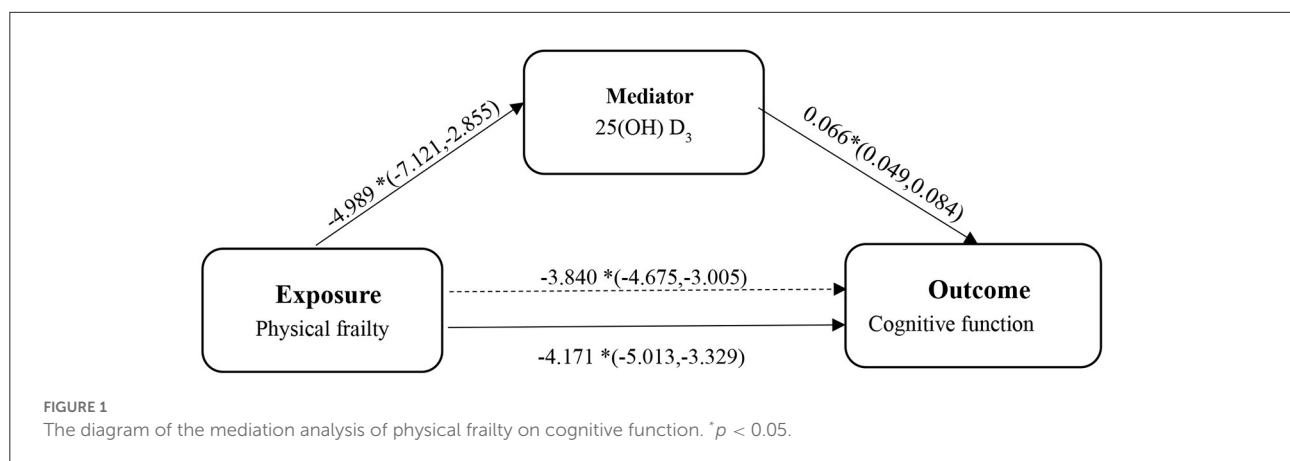 Mediator
25(OH) D₃
-4.989 *(-7.121,-2.855)
0.066*(0.049,0.084)
Exposure
Physical frailty
-3.840 *(-4.675,-3.005)
-4.171 *(-5.013,-3.329)
Outcome
Cognitive function
FIGURE 1
The diagram of the mediation analysis of physical frailty on cognitive function. *p < 0.05.